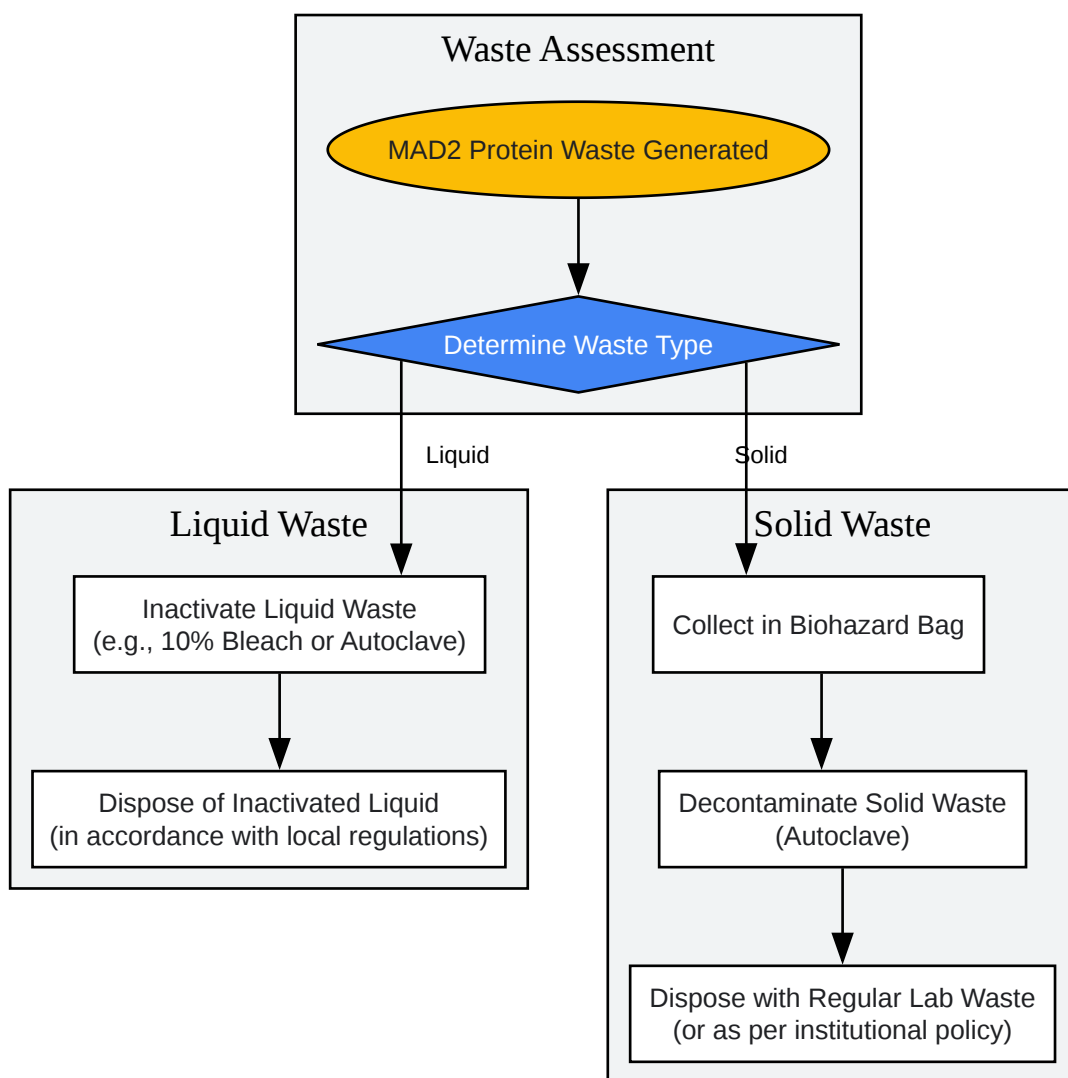 Waste Assessment
MAD2 Protein Waste Generated
Determine Waste Type
Liquid
Solid
Liquid Waste
Inactivate Liquid Waste
(e.g., 10% Bleach or Autoclave)
Dispose of Inactivated Liquid
(in accordance with local regulations)
Solid Waste
Collect in Biohazard Bag
Decontaminate Solid Waste
(Autoclave)
Dispose with Regular Lab Waste
(or as per institutional policy)